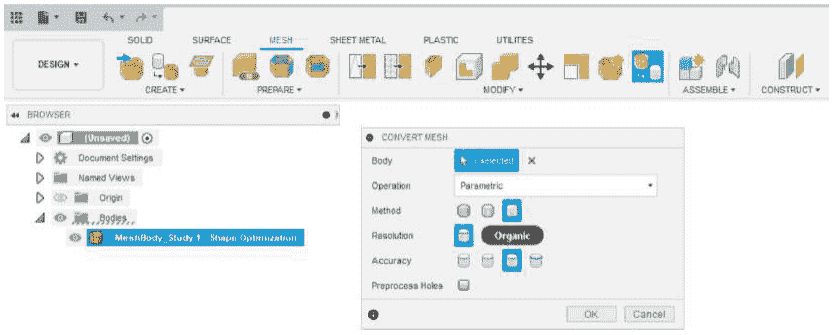 SOLID SURFACE MESH SHEET METAL PLASTIC UTILITIES
DESIGN
CREATE PREPARE MODIFY ASSEMBLE CONSTRUCT
BROWSER
(Unsaved)
Document Settings
Named Views
Origin
Bodies
MeshBody_Study 1 - Shape Optimization
CONVERT MESH
Body 1 selected
Operation Parametric
Method
Resolution Organic
Accuracy
Preprocess Holes
OK Cancel